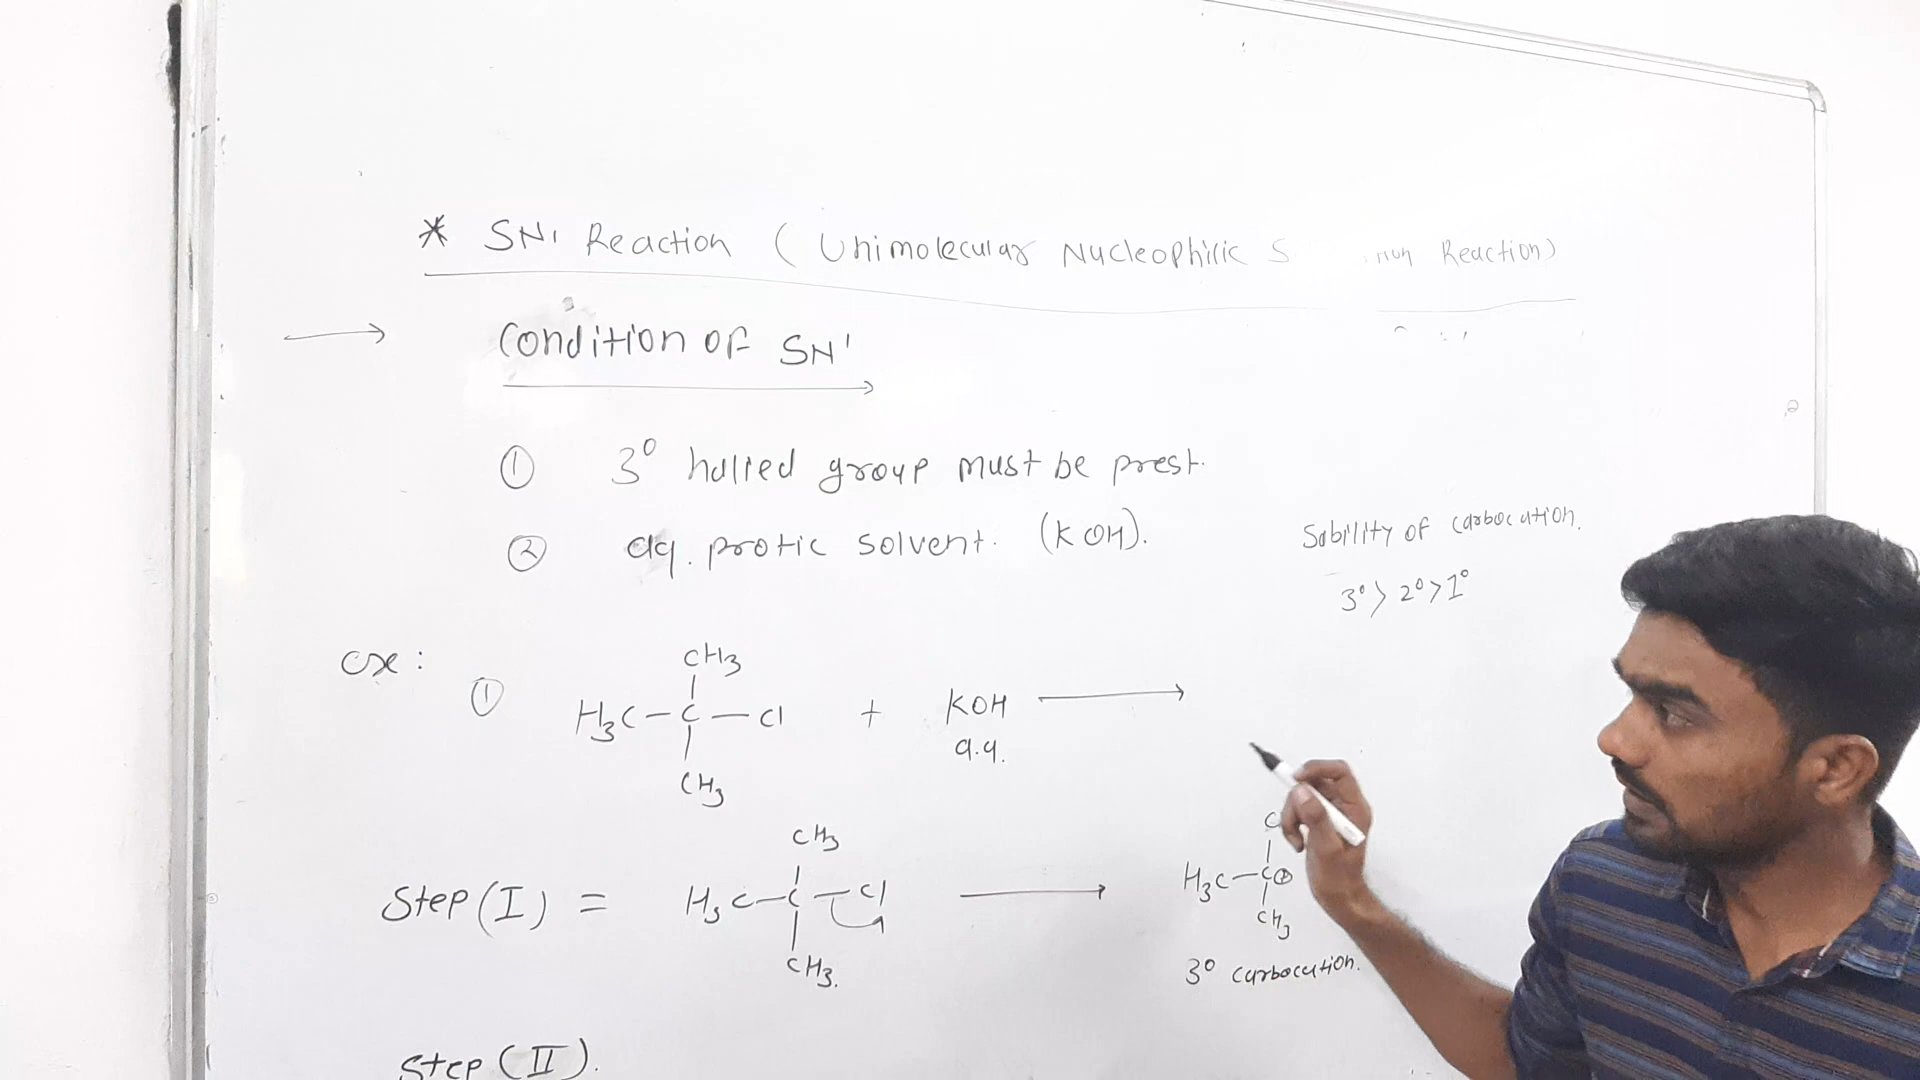 * SN1 Reaction ( Unimolecular Nucleophilic S Reaction)
Condition of SN1
① 3° halied group must be prest.
② aq. protic solvent. (KOH).
Sability of carbocation.
3° > 2° > 1°
ex:
CH3
① H3C - C - Cl + KOH →
a.q.
CH3
CH3
Step (I) = H3C - C - Cl → H3C - C⊕
CH3
CH3.
3° carbocation.
Step (II).